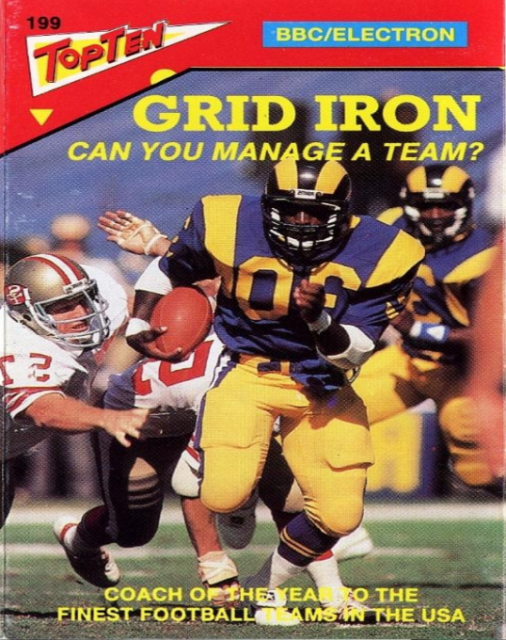 199
TOPTEN
BBC/ELECTRON
GRID IRON
CAN YOU MANAGE A TEAM?
COACH OF THE YEAR TO THE
FINEST FOOTBALL TEAMS IN THE USA